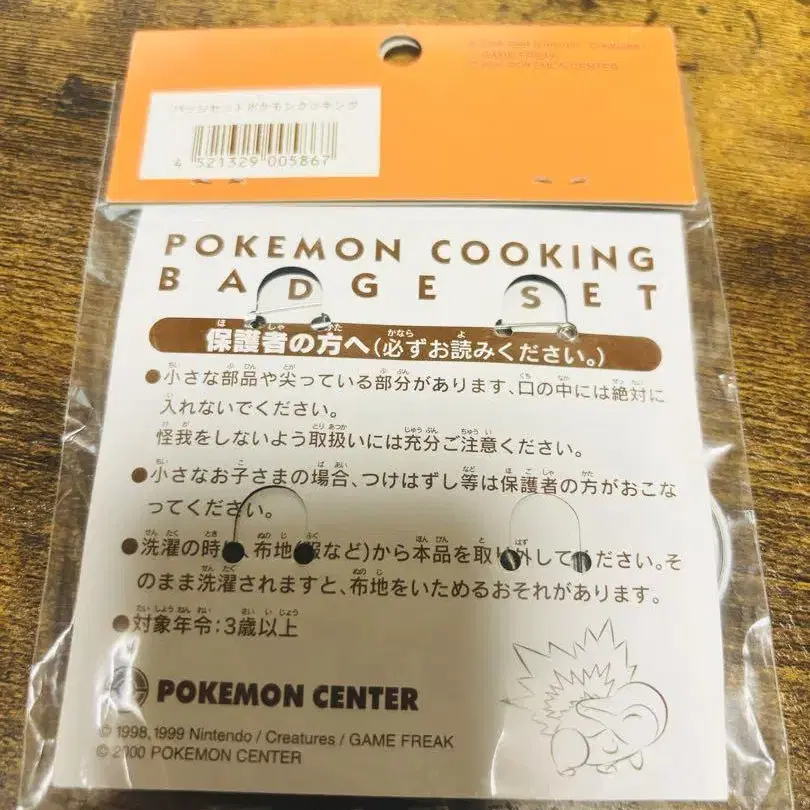 Nintendo / Creatures /
GAME FREAK
POKEMON CENTER
バッジセットポケモンクッキング
4 521329 005867
POKEMON COOKING
BADGE SET
保護者の方へ(必ずお読みください。)
●小さな部品や尖っている部分があります、口の中には絶対に
入れないでください。
怪我をしないよう取扱いには充分ご注意ください。
●小さなお子さまの場合、つけはずし等は保護者の方がおこな
ってください。
●洗濯の時は、布地(服など)から本品を取り外してください。そ
のまま洗濯されますと、布地をいためるおそれがあります。
●対象年令:3歳以上
POKEMON CENTER
© 1998, 1999 Nintendo / Creatures / GAME FREAK
© 2000 POKEMON CENTER